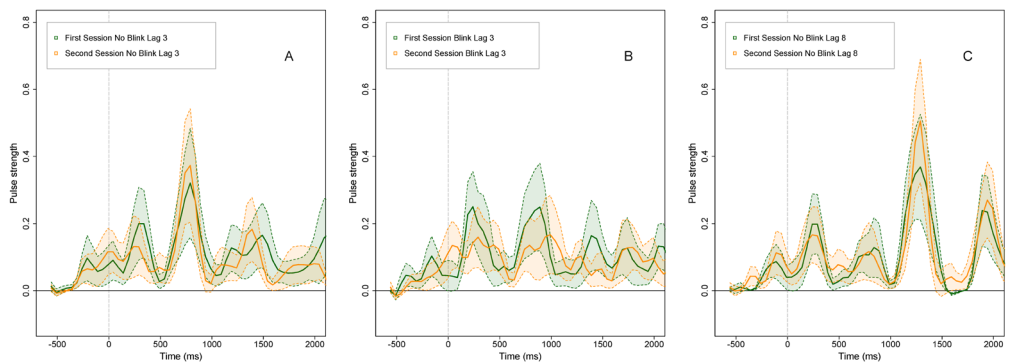 First Session No Blink Lag 3
Second Session No Blink Lag 3
A
Pulse strength
0.8
0.6
0.4
0.2
0.0
-500 0 500 1000 1500 2000
Time (ms)
First Session Blink Lag 3
Second Session Blink Lag 3
B
Pulse strength
0.8
0.6
0.4
0.2
0.0
-500 0 500 1000 1500 2000
Time (ms)
First Session No Blink Lag 8
Second Session No Blink Lag 8
C
Pulse strength
0.8
0.6
0.4
0.2
0.0
-500 0 500 1000 1500 2000
Time (ms)